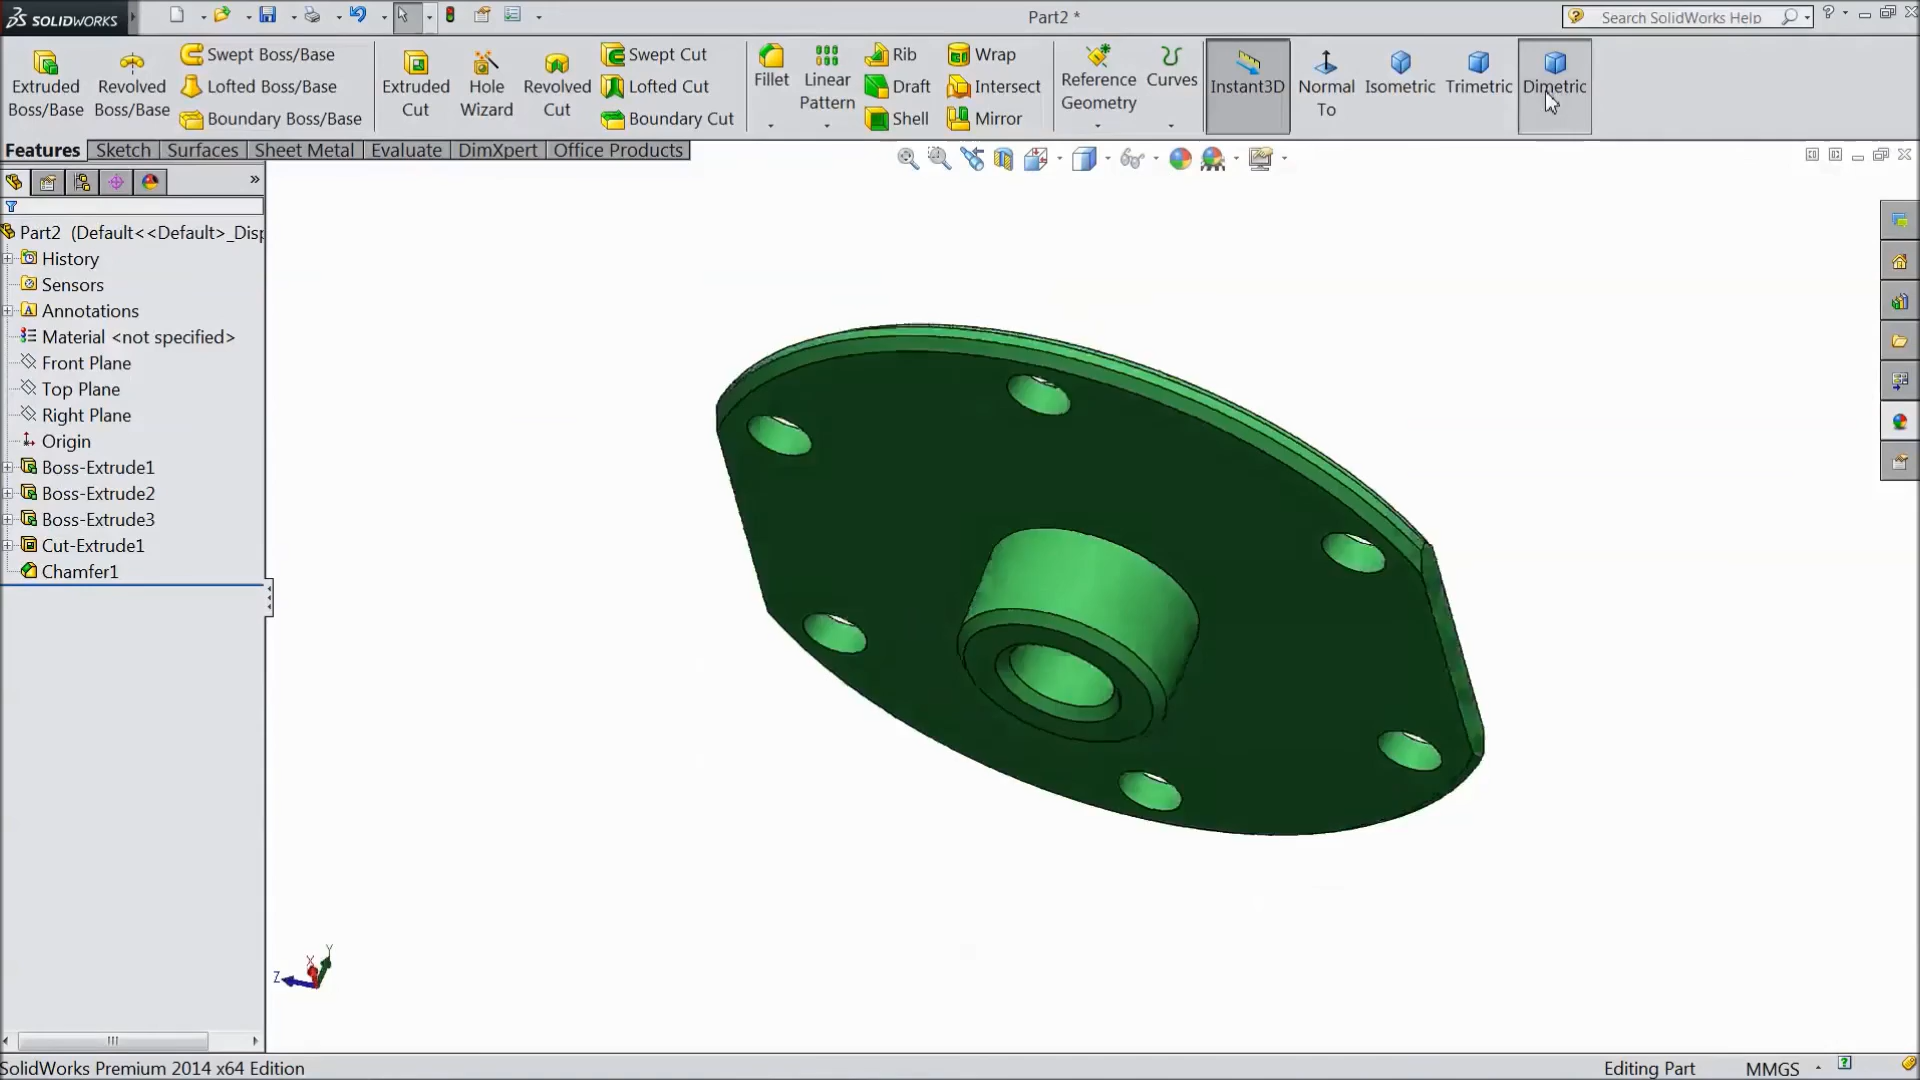 SOLIDWORKS
Part2 *
Search SolidWorks Help
Extruded Boss/Base
Revolved Boss/Base
Swept Boss/Base
Lofted Boss/Base
Boundary Boss/Base
Extruded Cut
Hole Wizard
Revolved Cut
Swept Cut
Lofted Cut
Boundary Cut
Fillet
Linear Pattern
Rib
Draft
Shell
Wrap
Intersect
Mirror
Reference Geometry
Curves
Instant3D
Normal To
Isometric
Trimetric
Dimetric
Features
Sketch
Surfaces
Sheet Metal
Evaluate
DimXpert
Office Products
Part2 (Default<<Default>_Disp
History
Sensors
Annotations
Material <not specified>
Front Plane
Top Plane
Right Plane
Origin
Boss-Extrude1
Boss-Extrude2
Boss-Extrude3
Cut-Extrude1
Chamfer1
Y
X
Z
SolidWorks Premium 2014 x64 Edition
Editing Part
MMGS